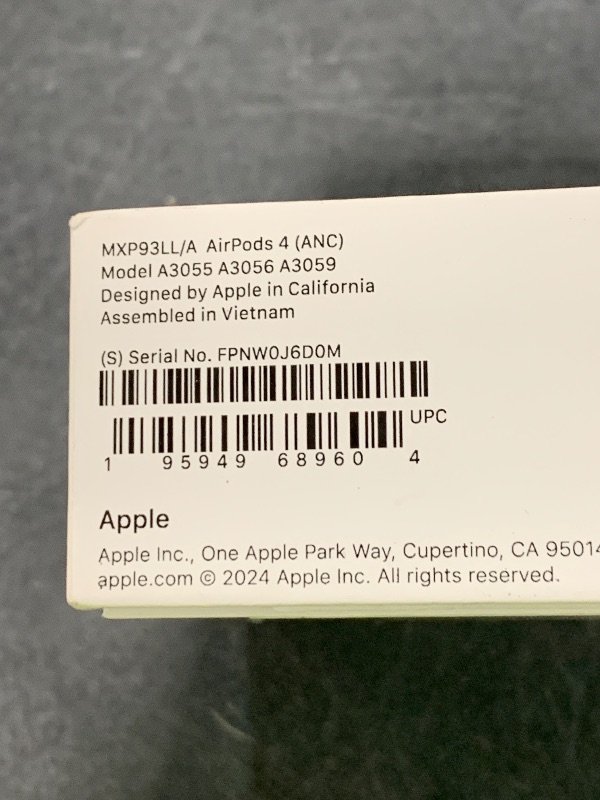 MXP93LL/A AirPods 4 (ANC)
Model A3055 A3056 A3059
Designed by Apple in California
Assembled in Vietnam
(S) Serial No. FPNW0J6D0M
UPC
1 95949 68960 4
Apple
Apple Inc., One Apple Park Way, Cupertino, CA 95014
apple.com © 2024 Apple Inc. All rights reserved.